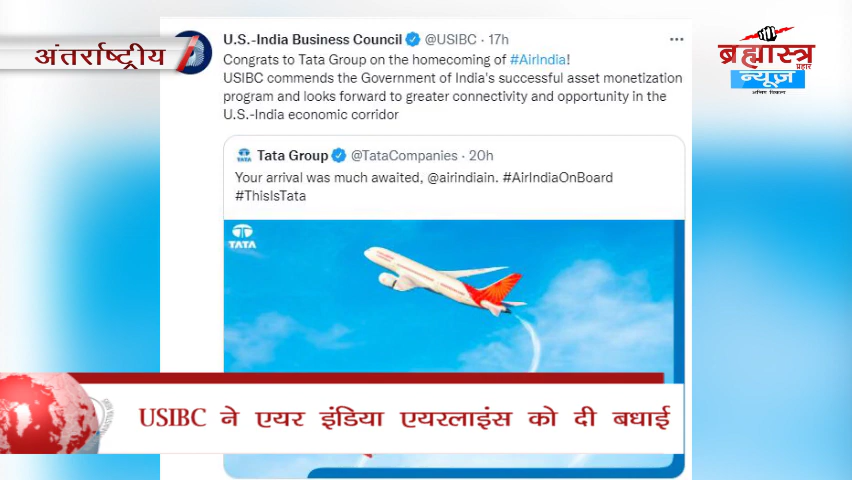 अंतर्राष्ट्रीय
ब्रह्मास्त्र
प्रहार
न्यूज़
U.S.-India Business Council @USIBC · 17h
Congrats to Tata Group on the homecoming of #AirIndia!
USIBC commends the Government of India's successful asset monetization
program and looks forward to greater connectivity and opportunity in the
U.S.-India economic corridor
TATA
Tata Group @TataCompanies · 20h
Your arrival was much awaited, @airindiain. #AirIndiaOnBoard
#ThisIsTata
TATA
USIBC ने एयर इंडिया एयरलाइंस को दी बधाई